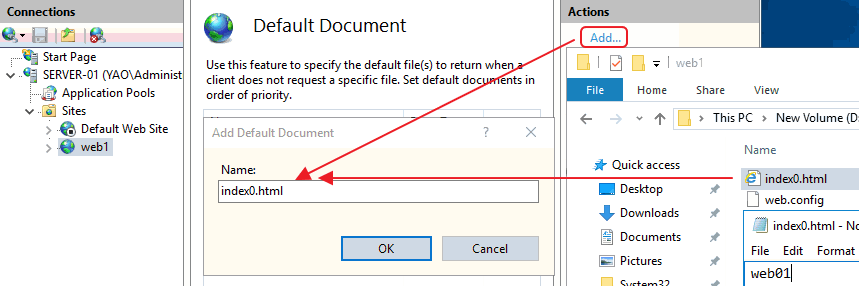 Connections
Start Page
SERVER-01 (YAO\Administ
Application Pools
Sites
Default Web Site
web1
Default Document
Use this feature to specify the default file(s) to return when a
client does not request a specific file. Set default documents in
order of priority.
Add Default Document
?
Name:
index0.html
OK
Cancel
Actions
Add...
web1
File
Home
Share
View
This PC
New Volume (D:
Name
Quick access
Desktop
Downloads
Documents
Pictures
System32
index0.html
web.config
index0.html - No
File Edit Format
web01